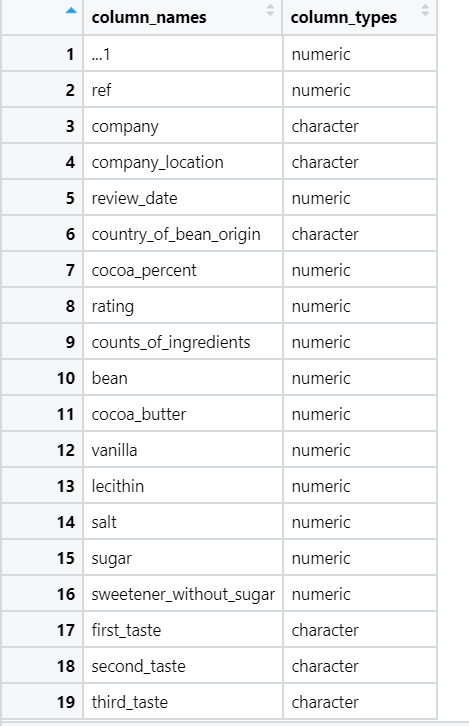 column_names column_types
1 ...1 numeric
2 ref numeric
3 company character
4 company_location character
5 review_date numeric
6 country_of_bean_origin character
7 cocoa_percent numeric
8 rating numeric
9 counts_of_ingredients numeric
10 bean numeric
11 cocoa_butter numeric
12 vanilla numeric
13 lecithin numeric
14 salt numeric
15 sugar numeric
16 sweetener_without_sugar numeric
17 first_taste character
18 second_taste character
19 third_taste character